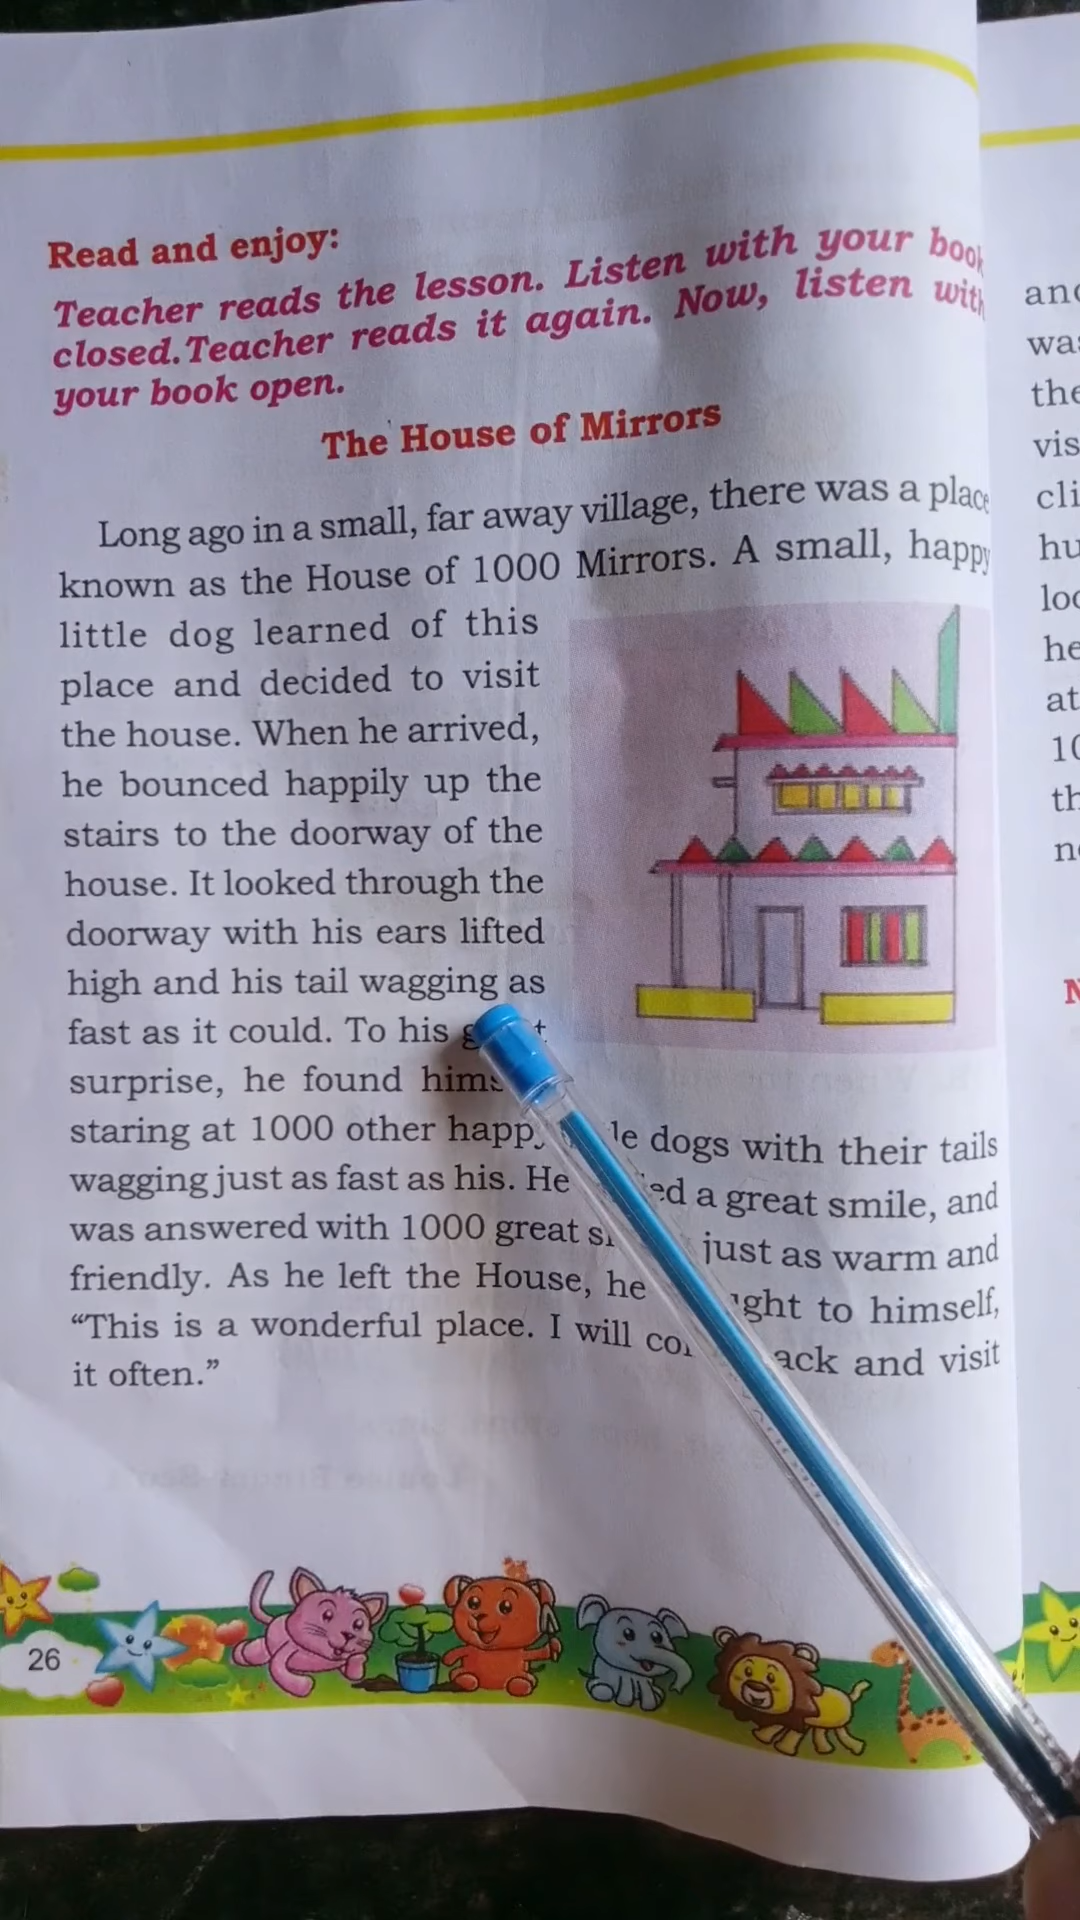 Read and enjoy:
Teacher reads the lesson. Listen with your book
closed. Teacher reads it again. Now, listen with
your book open.
The House of Mirrors
Long ago in a small, far away village, there was a place
known as the House of 1000 Mirrors. A small, happy
little dog learned of this
place and decided to visit
the house. When he arrived,
he bounced happily up the
stairs to the doorway of the
house. It looked through the
doorway with his ears lifted
high and his tail wagging as
fast as it could. To his
surprise, he found
staring at 1000 other dogs with their tails
wagging just as fast as his. He a great smile, and
was answered with 1000 great just as warm and
friendly. As he left the House, he to himself,
"This is a wonderful place. I will and visit
it often."
26